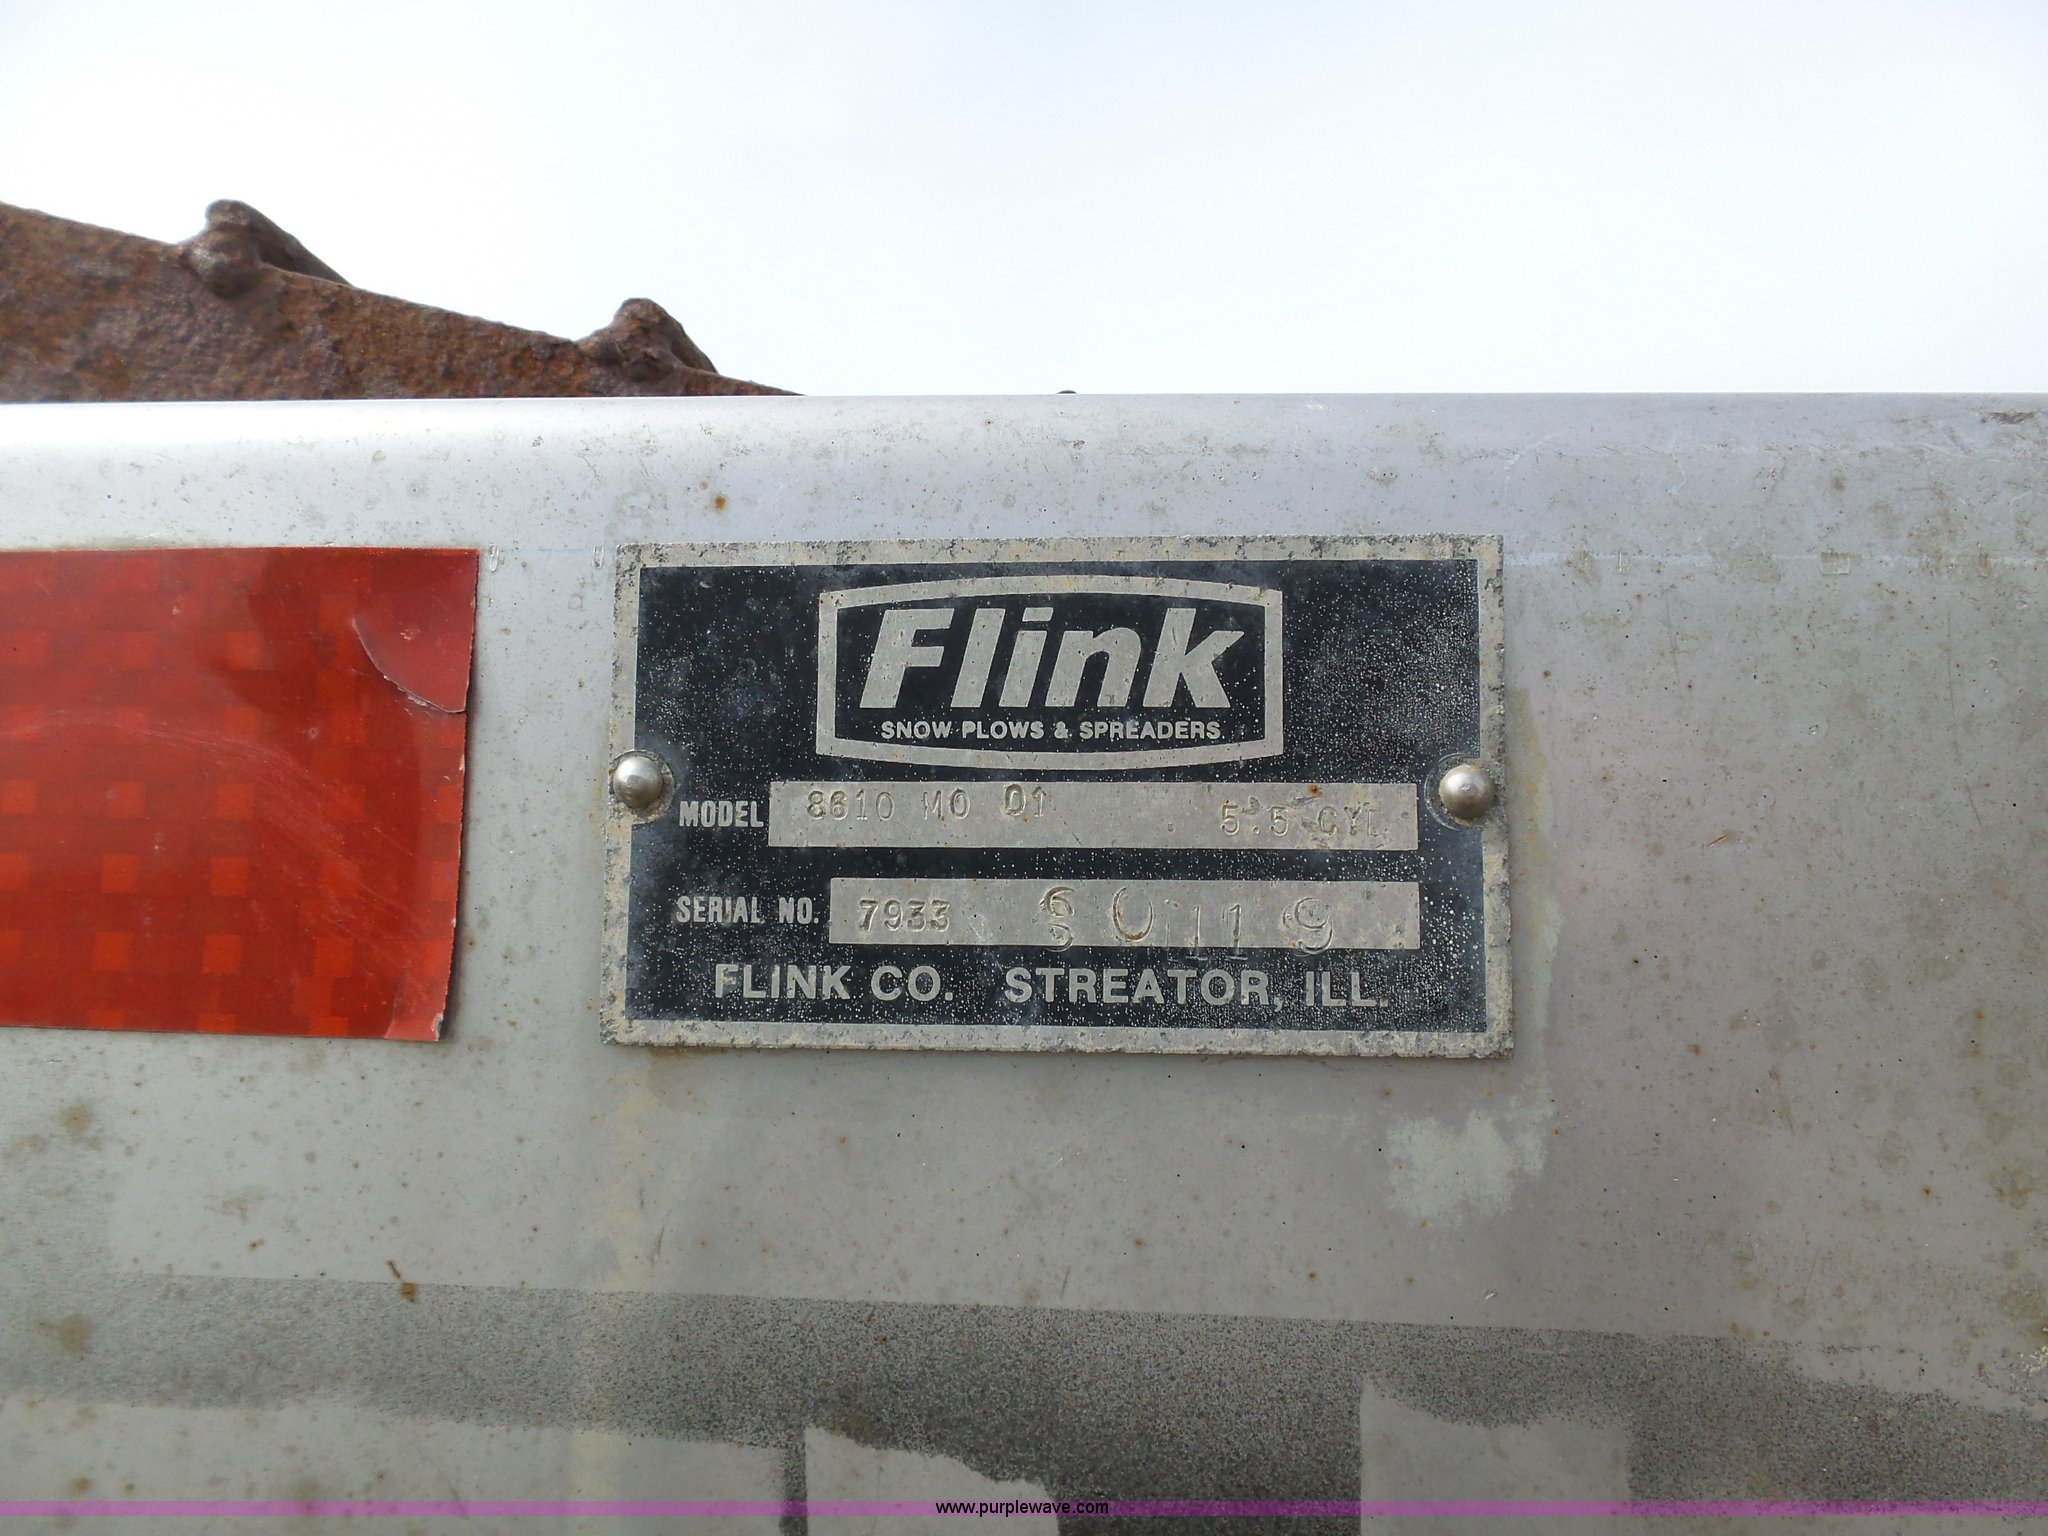 Flink
SNOW PLOWS & SPREADERS
MODEL 8610 MO 01 5.5 CYL
SERIAL NO. 7933
FLINK CO. STREATOR, ILL.
www.purplewave.com